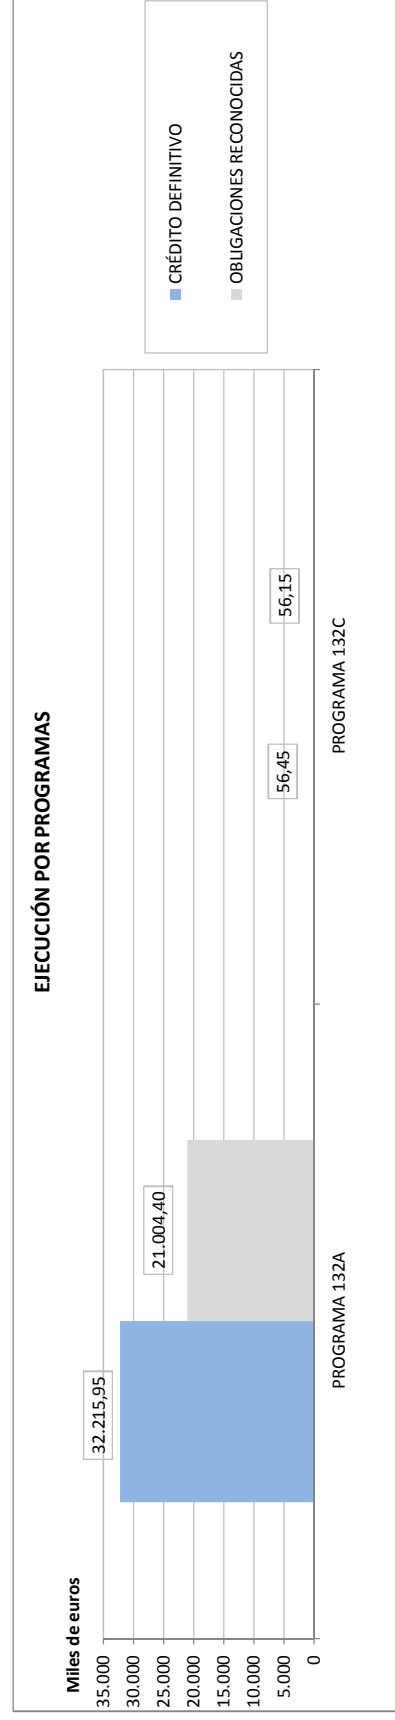 EJECUCIÓN POR PROGRAMAS
Miles de euros
35.000
30.000
25.000
20.000
15.000
10.000
5.000
0
32.215,95
21.004,40
56,45
56,15
PROGRAMA 132A
PROGRAMA 132C
CRÉDITO DEFINITIVO
OBLIGACIONES RECONOCIDAS